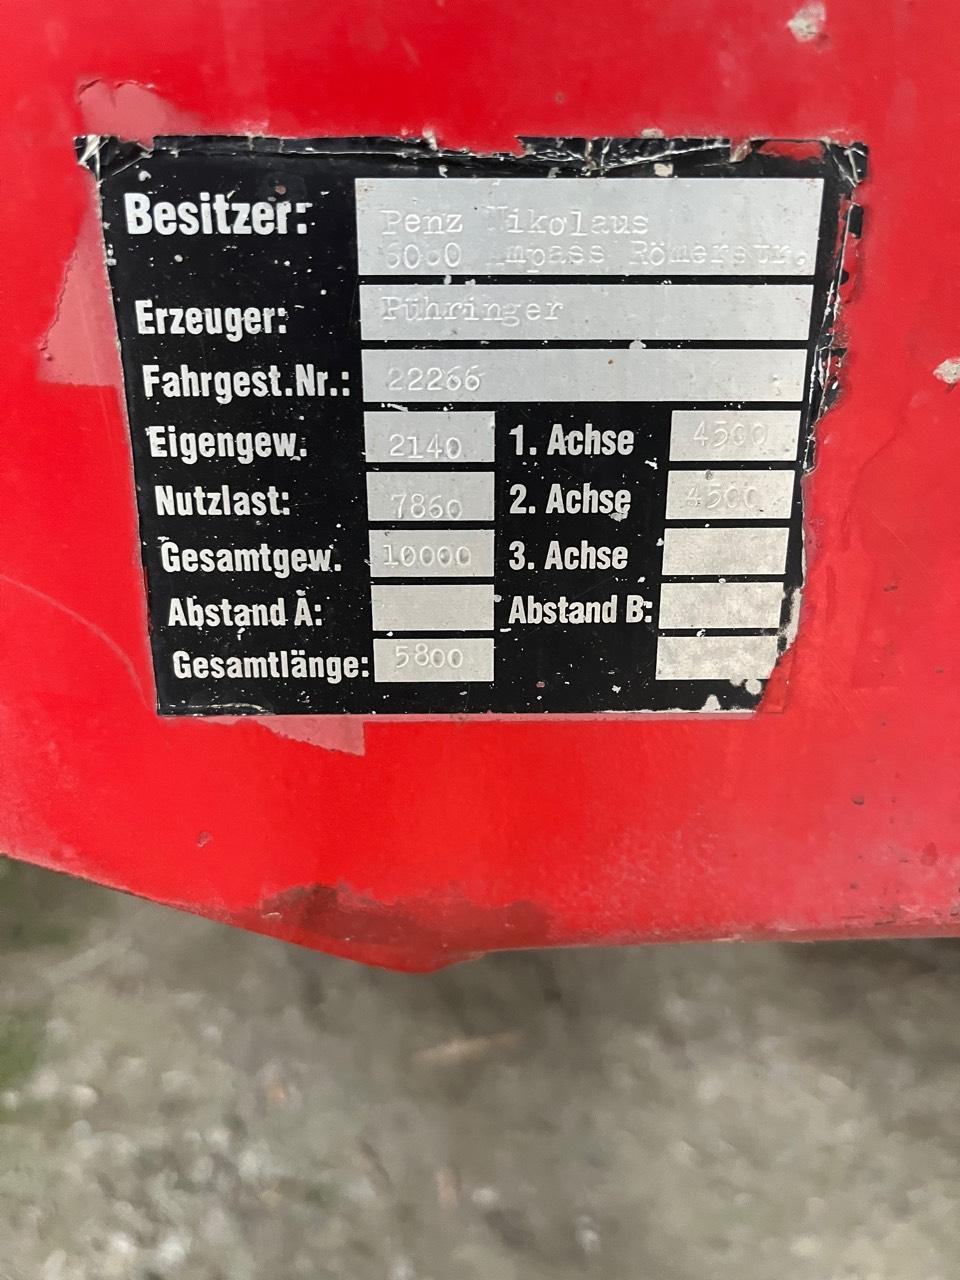 Besitzer: Penz Nikolaus
Ampass Römerstr.
Erzeuger: Pühringer
Fahrgest.Nr.: 22266
Eigengew. 2140 1. Achse 4500
Nutzlast: 7860 2. Achse 4500
Gesamtgew. 10000 3. Achse
Abstand A: Abstand B:
Gesamtlänge: 5800